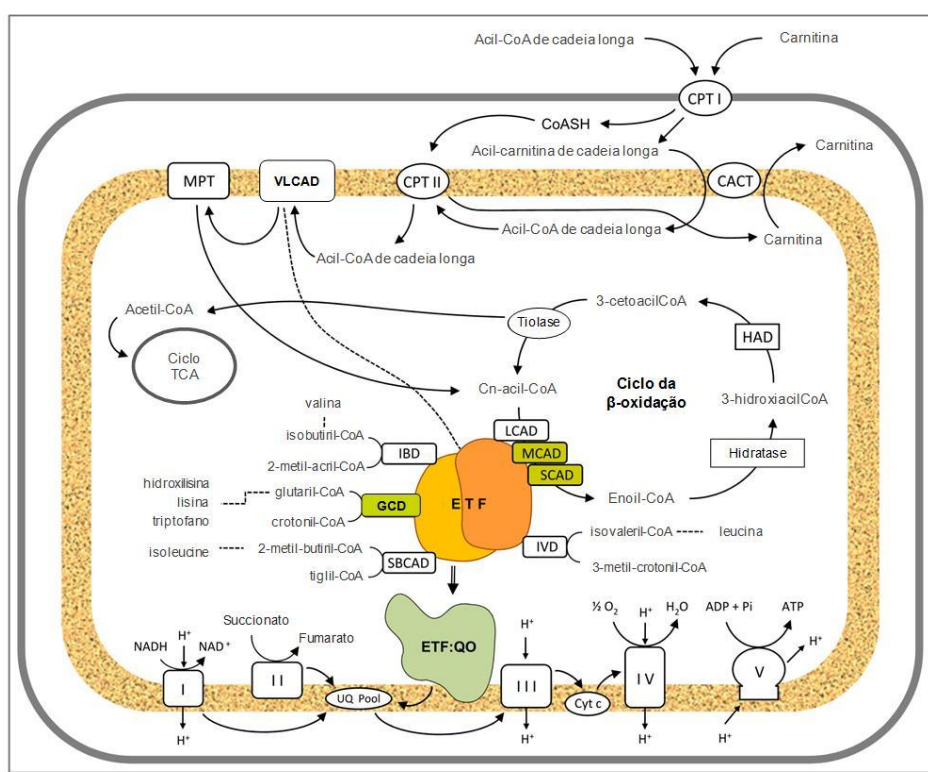 Acil-CoA de cadeia longa
Carnitina
CPT I
CoASH
Acil-carnitina de cadeia longa
Carnitina
MPT
VLCAD
CPT II
CACT
Acil-CoA de cadeia longa
Carnitina
Acil-CoA de cadeia longa
Acetil-CoA
3-cetoacilCoA
Tiolase
HAD
Ciclo
TCA
Cn-acil-CoA
Ciclo da
β-oxidação
3-hidroxiacilCoA
valina
LCAD
isobutiril-CoA
IBD
MCAD
Hidratase
2-metil-acril-CoA
SCAD
hidroxilisina
lisina
triptofano
glutaril-CoA
GCD
crotonil-CoA
ETF
Enoil-CoA
isoleucine
2-metil-butiril-CoA
SBCAD
tiglil-CoA
IVD
isovaleril-CoA
leucina
3-metil-crotonil-CoA
ETF:QO
Succionato
Fumarato
NADH
H⁺
NAD⁺
I
H⁺
II
UQ Pool
H⁺
III
H⁺
Cyt c
½ O₂
H⁺
H₂O
IV
H⁺
ADP + Pi
ATP
V
H⁺
H⁺